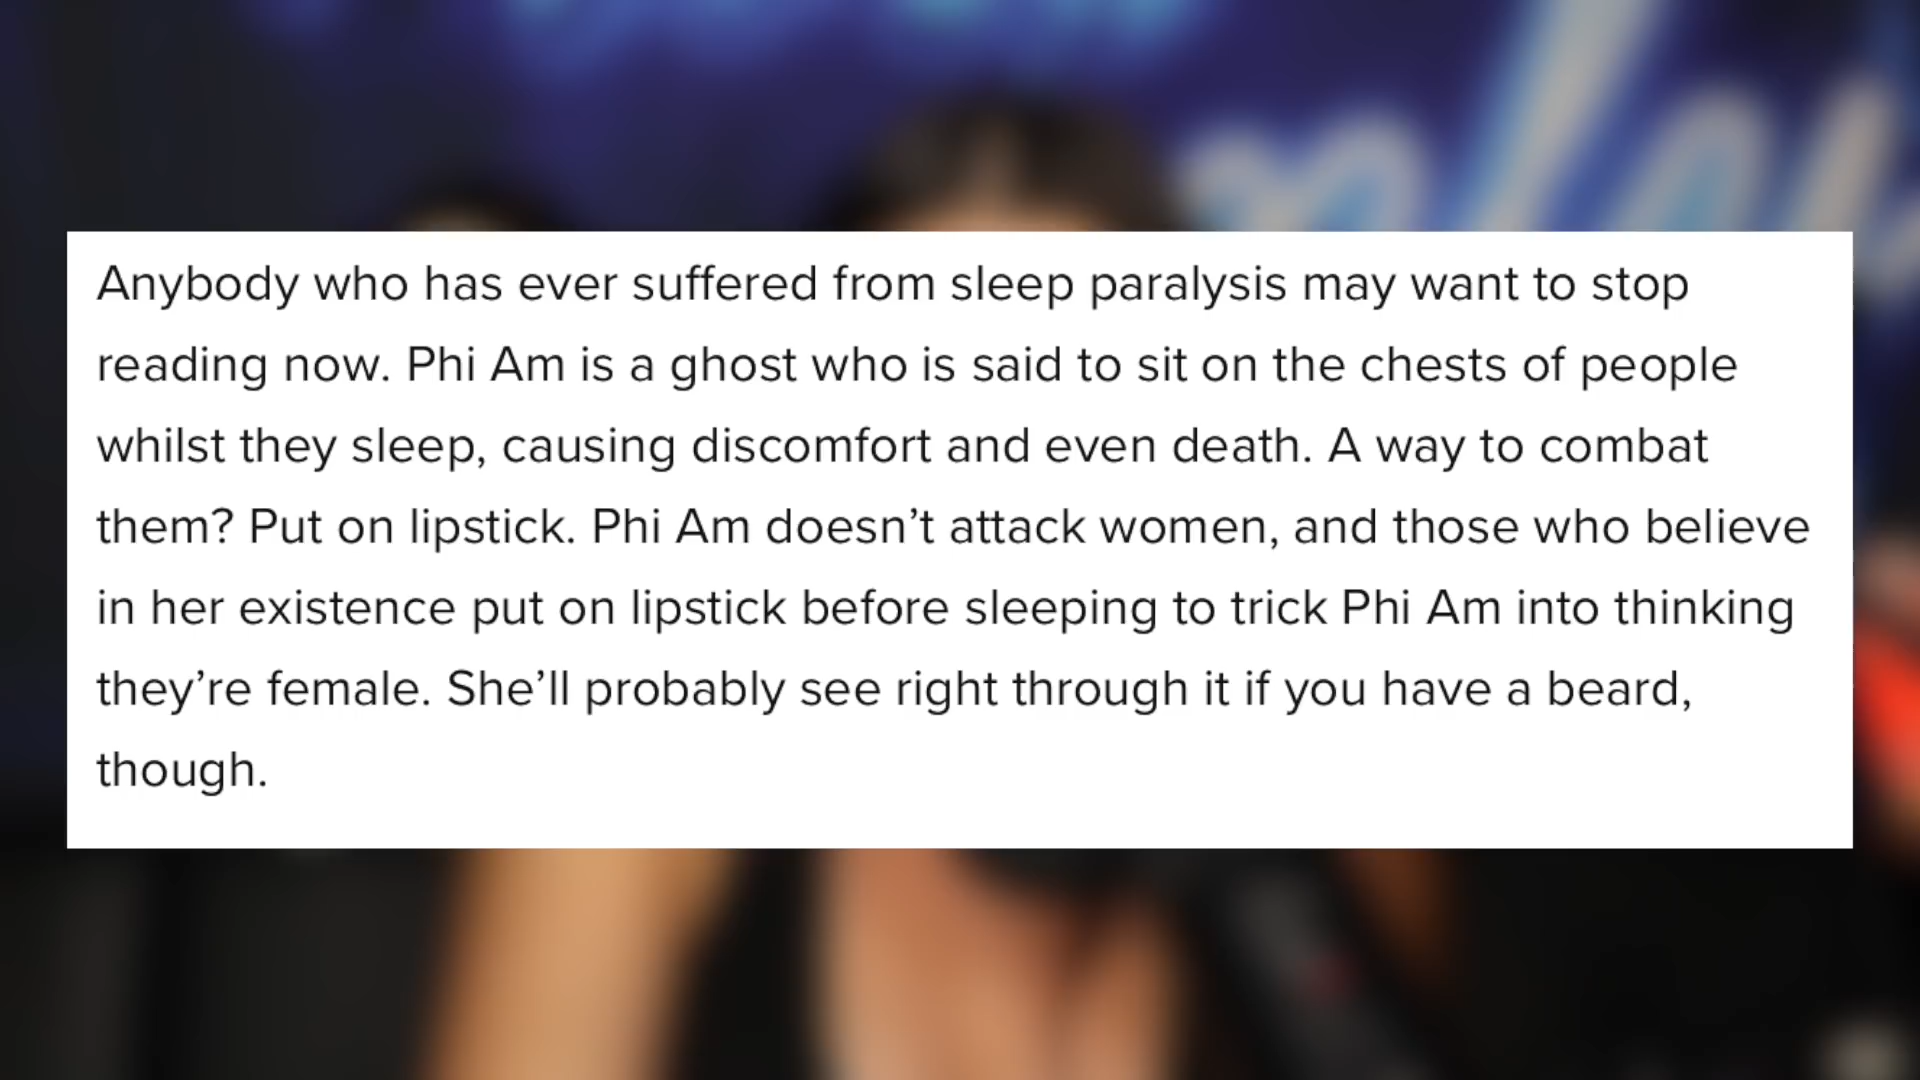 Anybody who has ever suffered from sleep paralysis may want to stop
reading now. Phi Am is a ghost who is said to sit on the chests of people
whilst they sleep, causing discomfort and even death. A way to combat
them? Put on lipstick. Phi Am doesn’t attack women, and those who believe
in her existence put on lipstick before sleeping to trick Phi Am into thinking
they’re female. She’ll probably see right through it if you have a beard,
though.